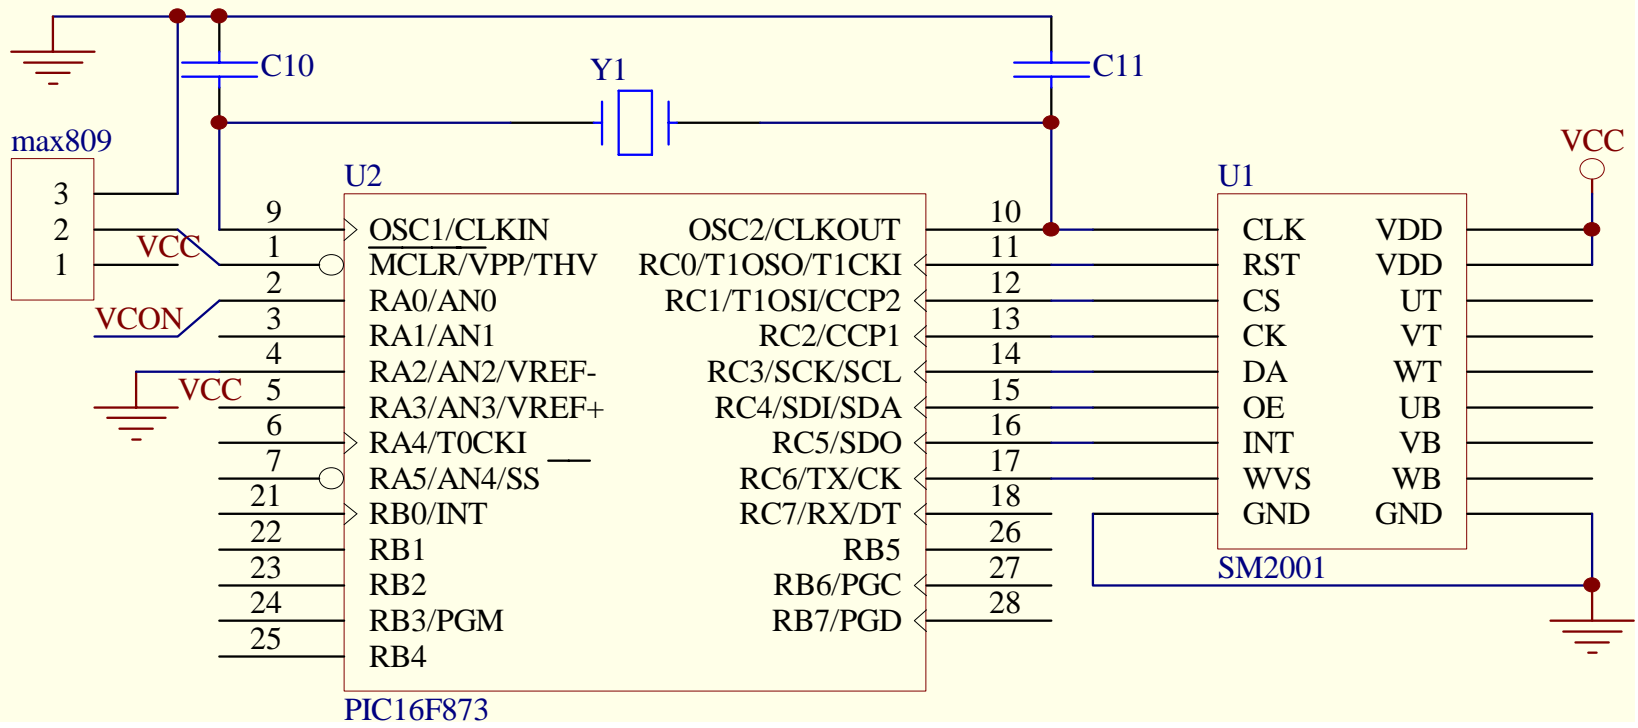 C10
Y1
C11
max809
VCC
U2
U1
3
9
OSC1/CLKIN
OSC2/CLKOUT
10
CLK
VDD
2
VCC
1
MCLR/VPP/THV
RC0/T1OSO/T1CKI
11
RST
VDD
1
2
RA0/AN0
RC1/T1OSI/CCP2
12
CS
UT
VCON
3
RA1/AN1
RC2/CCP1
13
CK
VT
4
RA2/AN2/VREF-
RC3/SCK/SCL
14
DA
WT
VCC
5
RA3/AN3/VREF+
RC4/SDI/SDA
15
OE
UB
6
RA4/T0CKI
RC5/SDO
16
INT
VB
7
RA5/AN4/SS
RC6/TX/CK
17
WVS
WB
21
RB0/INT
RC7/RX/DT
18
GND
GND
22
RB1
RB5
26
23
RB2
RB6/PGC
27
SM2001
24
RB3/PGM
RB7/PGD
28
25
RB4
PIC16F873